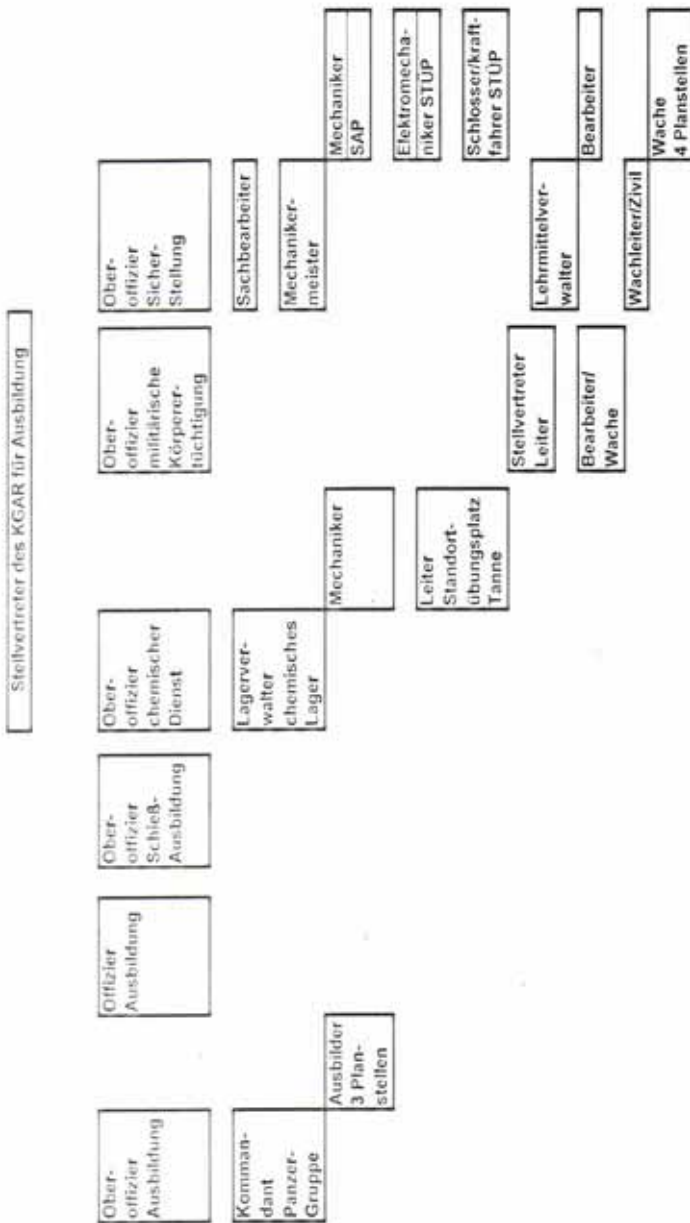 Stellvertreter des KGAR für Ausbildung
Ober-
offizier
Ausbildung
Offizier
Ausbildung
Ober-
offizier
Schieß-
Ausbildung
Ober-
offizier
chemischer
Dienst
Ober-
offizier
militärische
Körperer-
tüchtigung
Ober-
offizier
Sicher-
Stellung
Komman-
dant
Panzer-
Gruppe
Ausbilder
3 Plan-
stellen
Lagerver-
walter
chemisches
Lager
Mechaniker
Leiter
Standort-
übungsplatz
Tanne
Stellvertreter
Leiter
Bearbeiter/
Wache
Sachbearbeiter
Mechaniker-
meister
Mechaniker
SAP
Elektromecha-
niker STÜP
Schlosser/kraft-
fahrer STÜP
Lehrmittelver-
walter
Bearbeiter
Wachleiter/Zivil
Wache
4 Planstellen